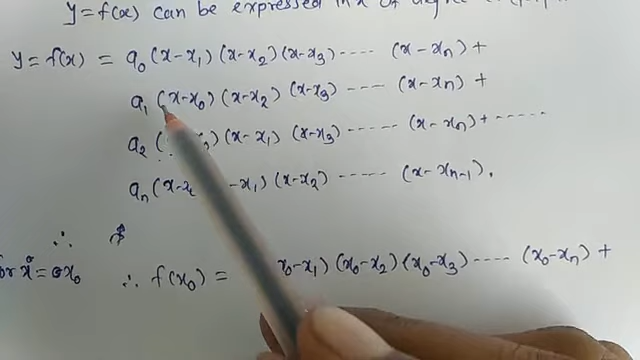 y=f(x) can be expressed in x of degree
y = f(x) = a₀ (x-x₁) (x-x₂) (x-x₃) ---- (x-xₙ) +
a₁ (x-x₀) (x-x₂) (x-x₃) ---- (x-xₙ) +
a₂ ( (x-x₁) (x-x₃) ----- (x-xₙ) + ------
aₙ (x- -x₁) (x-x₂) ----- (x-xₙ₋₁).
∴
for x = x₀ ∴ f(x₀) = x₀-x₁) (x₀-x₂) (x₀-x₃) ---- (x₀-xₙ) +